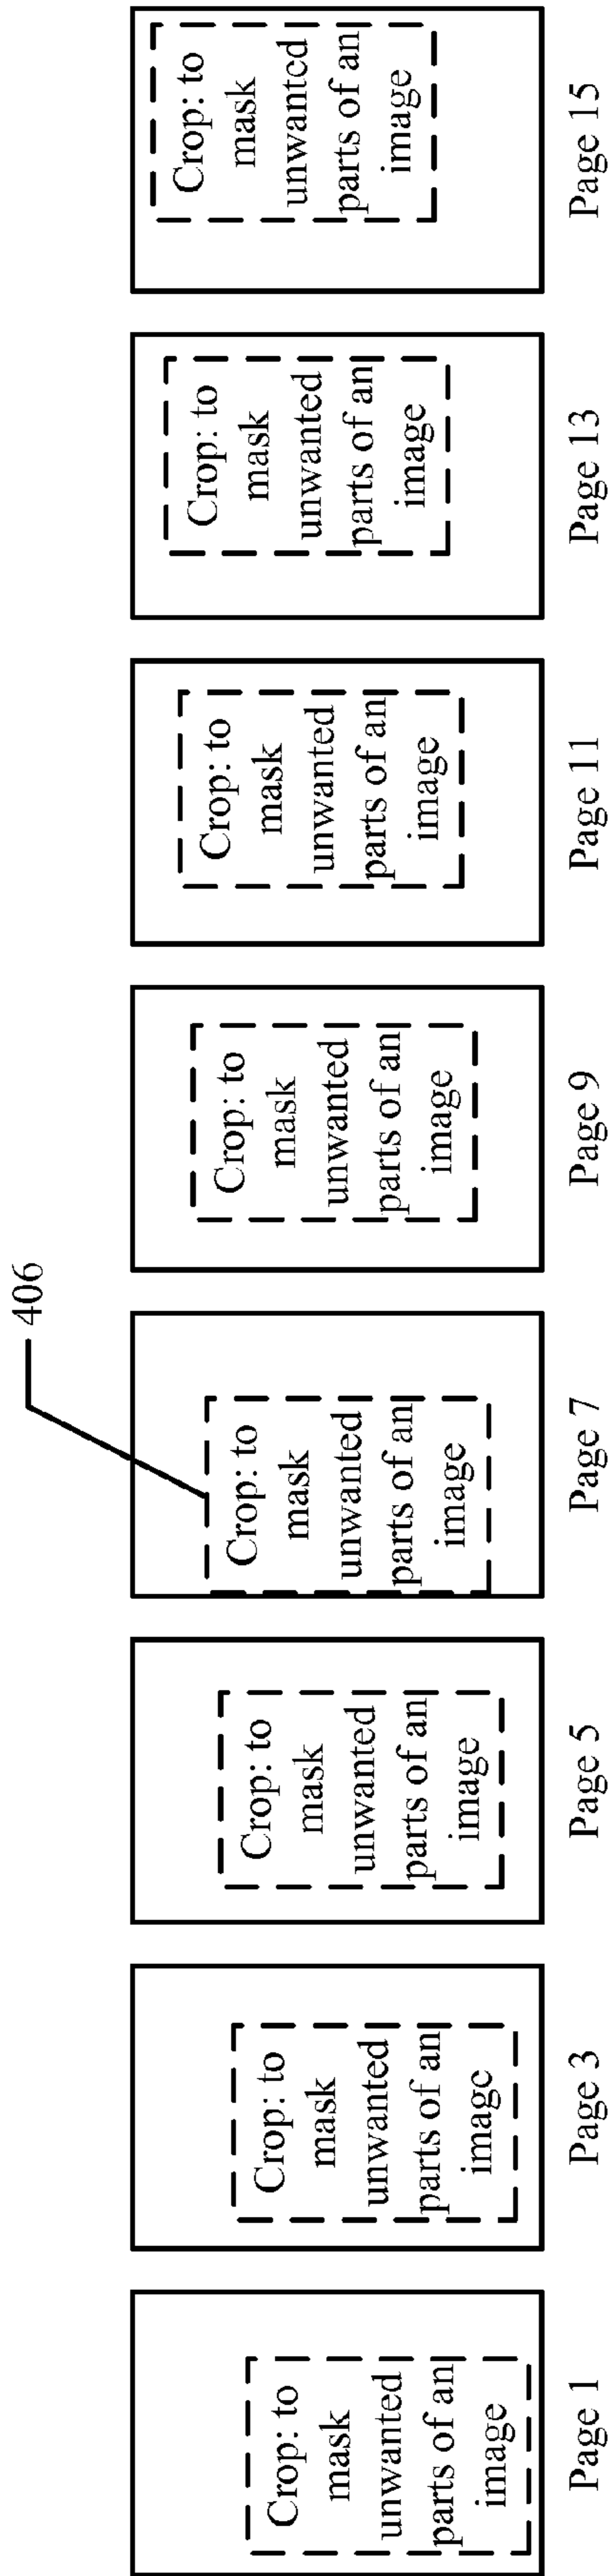 406
Crop: to
mask
unwanted
parts of an
image
Page 1
Crop: to
mask
unwanted
parts of an
image
Page 3
Crop: to
mask
unwanted
parts of an
image
Page 5
Crop: to
mask
unwanted
parts of an
image
Page 7
Crop: to
mask
unwanted
parts of an
image
Page 9
Crop: to
mask
unwanted
parts of an
image
Page 11
Crop: to
mask
unwanted
parts of an
image
Page 13
Crop: to
mask
unwanted
parts of an
image
Page 15